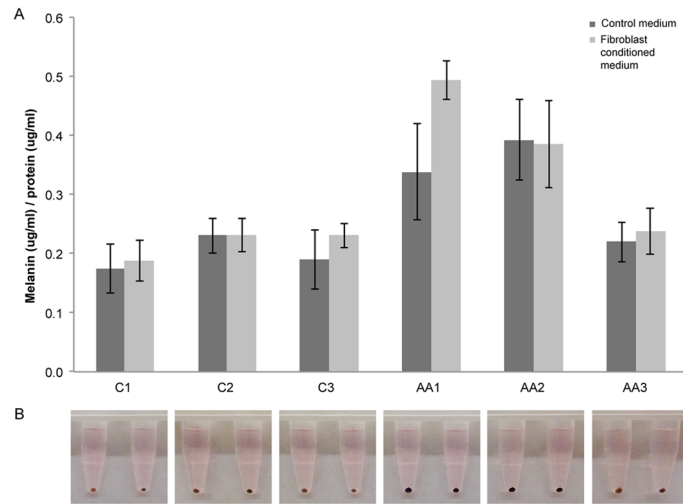 A
0.6
0.5
0.4
0.3
0.2
0.1
0.0
Melanin (ug/ml) / protein (ug/ml)
Control medium
Fibroblast
conditioned
medium
C1 C2 C3 AA1 AA2 AA3
B